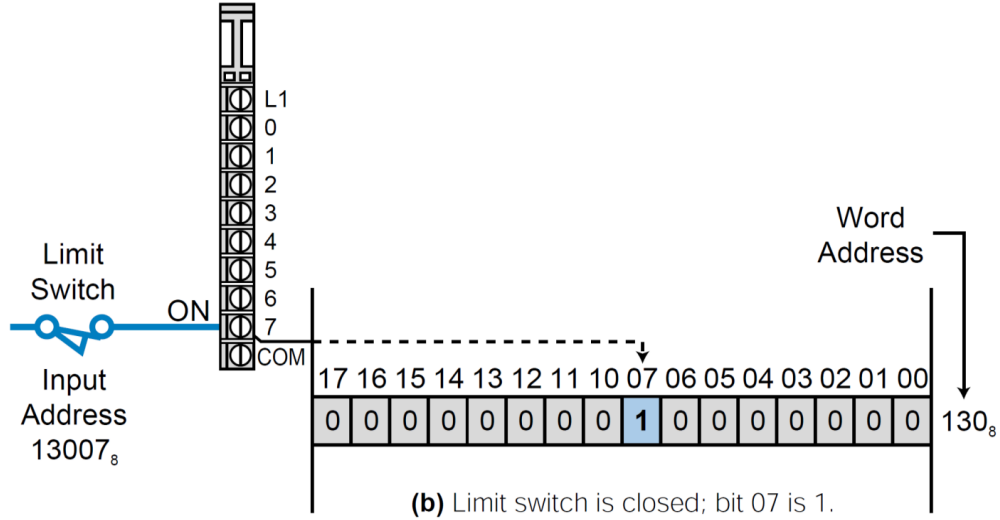 L1
0
1
2
3
4
5
6
7
COM
Limit
Switch
ON
Input
Address
13007₈
Word
Address
17 16 15 14 13 12 11 10 07 06 05 04 03 02 01 00
0 0 0 0 0 0 0 0 1 0 0 0 0 0 0 0 130₈
(b) Limit switch is closed; bit 07 is 1.